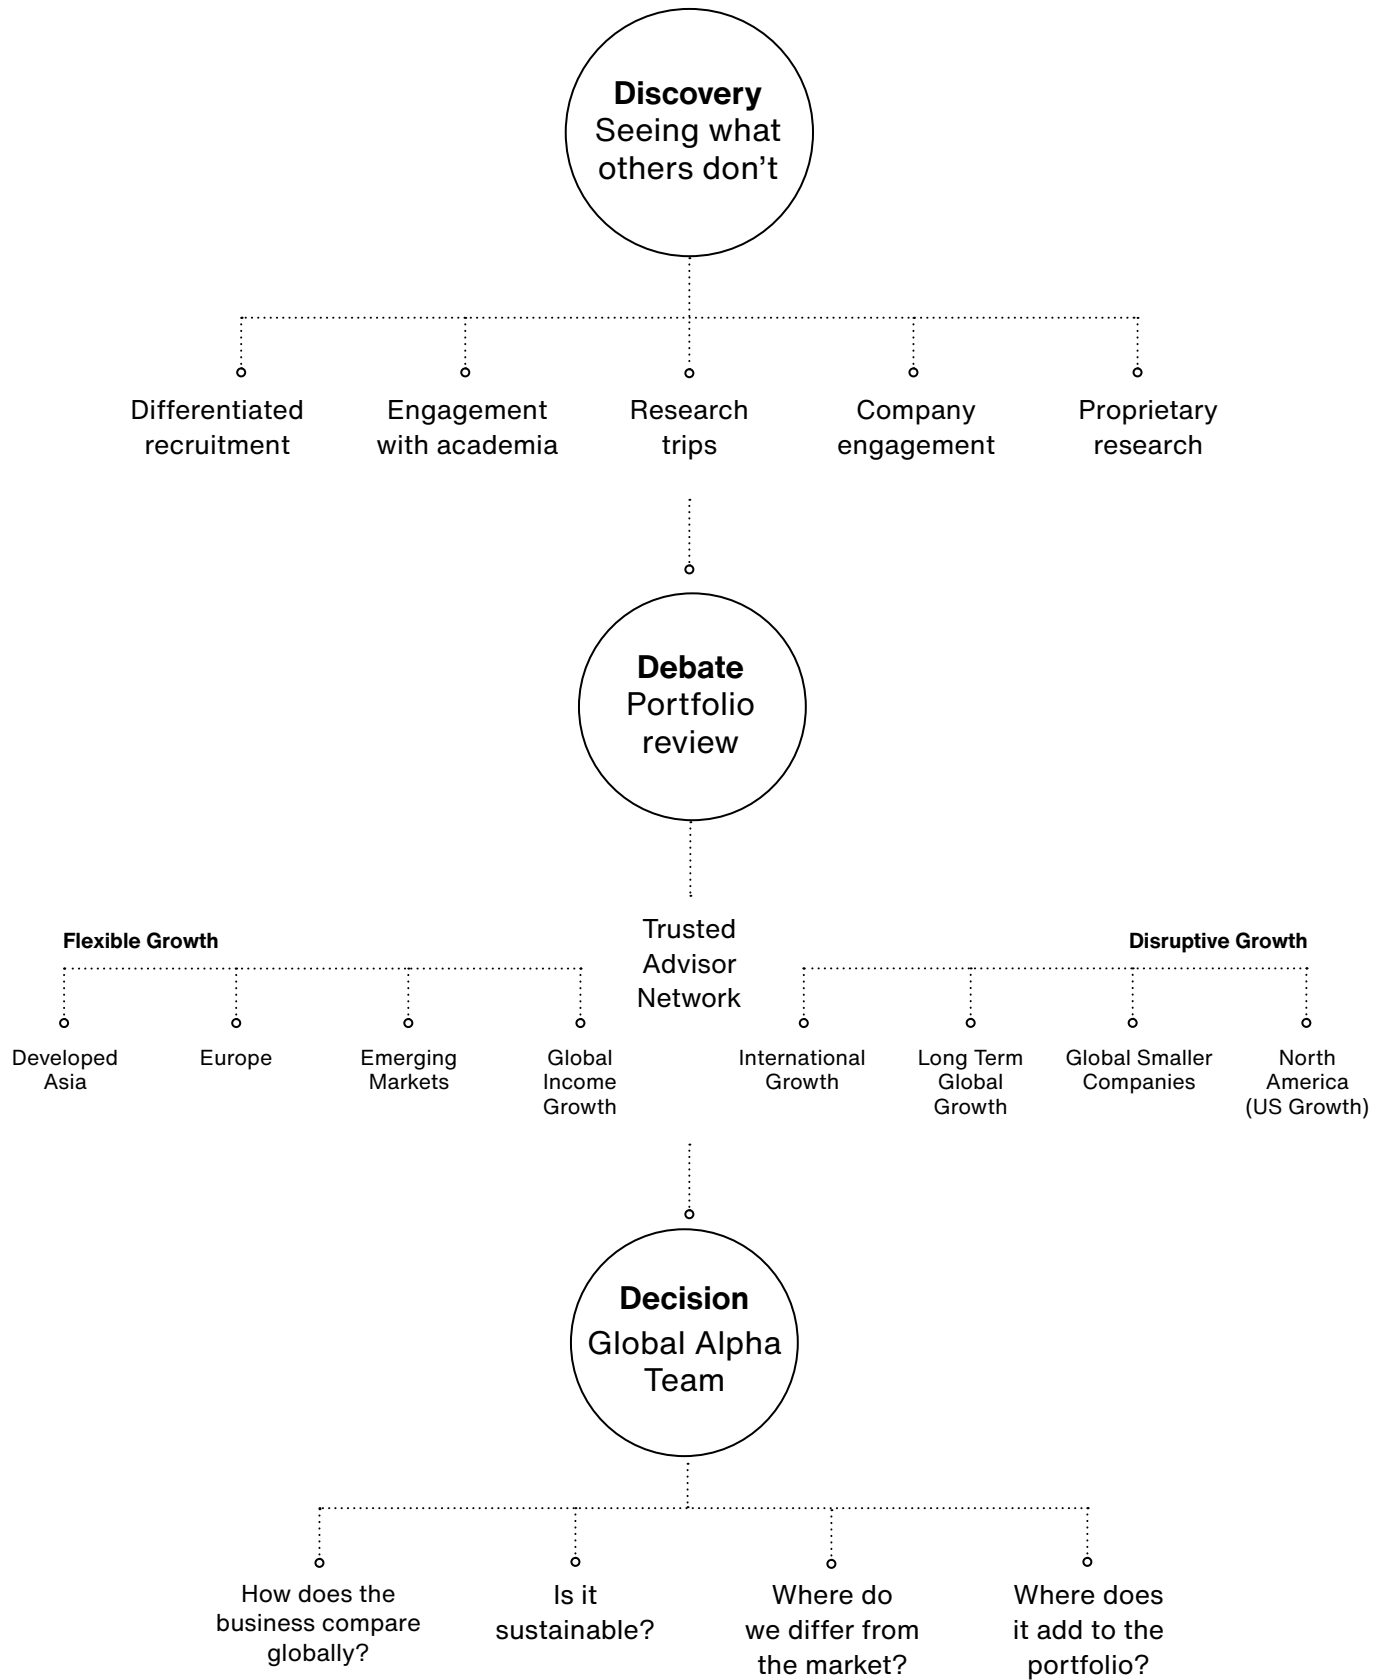 Discovery
Seeing what
others don’t
Differentiated
recruitment
Engagement
with academia
Research
trips
Company
engagement
Proprietary
research
Debate
Portfolio
review
Trusted
Advisor
Network
Flexible Growth
Developed
Asia
Europe
Emerging
Markets
Global
Income
Growth
Disruptive Growth
International
Growth
Long Term
Global
Growth
Global Smaller
Companies
North
America
(US Growth)
Decision
Global Alpha
Team
How does the
business compare
globally?
Is it
sustainable?
Where do
we differ from
the market?
Where does
it add to the
portfolio?